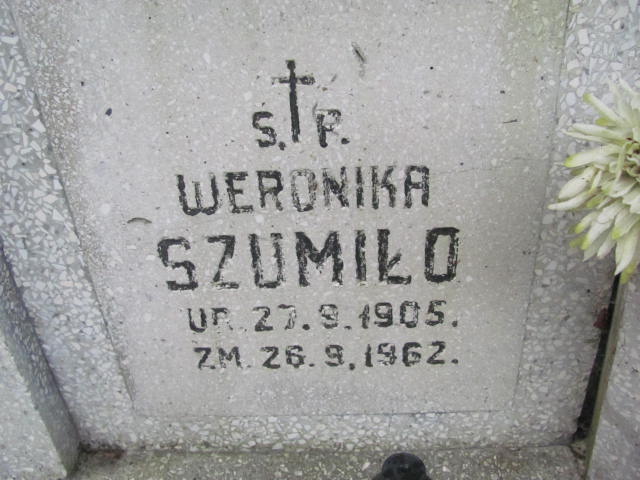 Ś. P.
WERONIKA
SZUMIŁO
UR. 27.9.1905.
ZM. 26.9.1962.